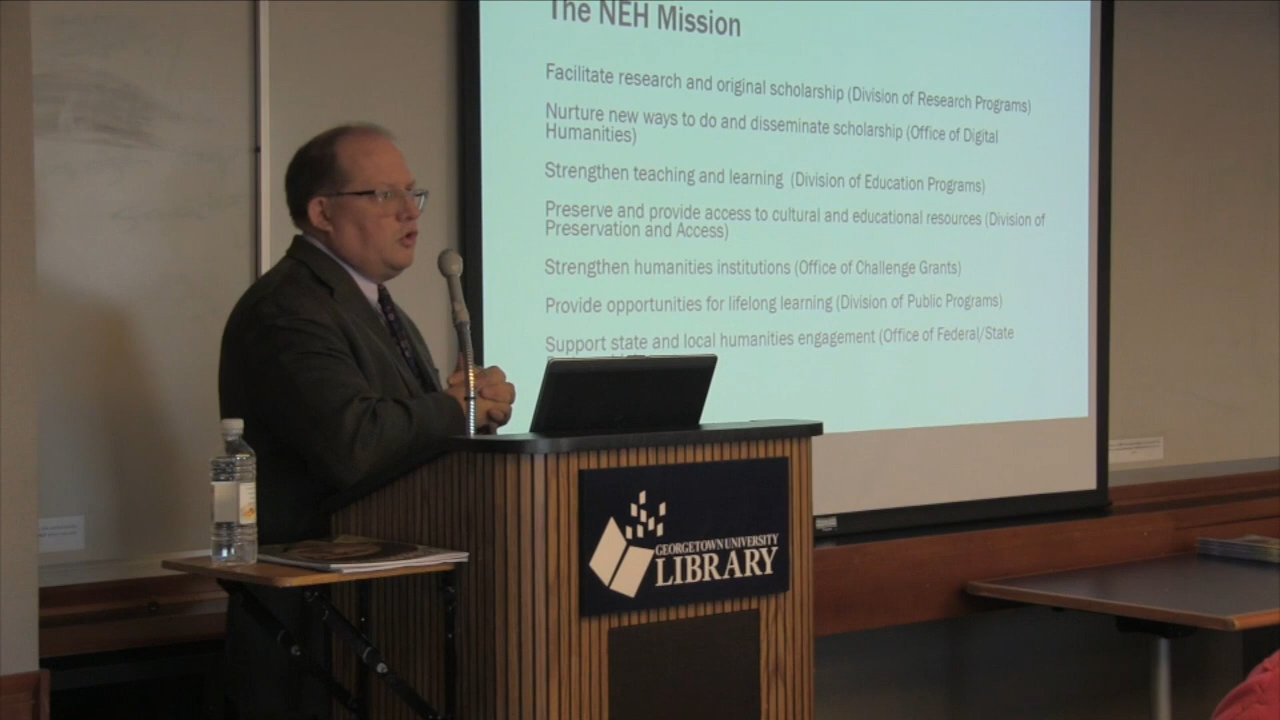 The NEH Mission
Facilitate research and original scholarship (Division of Research Programs)
Nurture new ways to do and disseminate scholarship (Office of Digital
Humanities)
Strengthen teaching and learning (Division of Education Programs)
Preserve and provide access to cultural and educational resources (Division of
Preservation and Access)
Strengthen humanities institutions (Office of Challenge Grants)
Provide opportunities for lifelong learning (Division of Public Programs)
Support state and local humanities engagement (Office of Federal/State
GEORGETOWN UNIVERSITY
LIBRARY